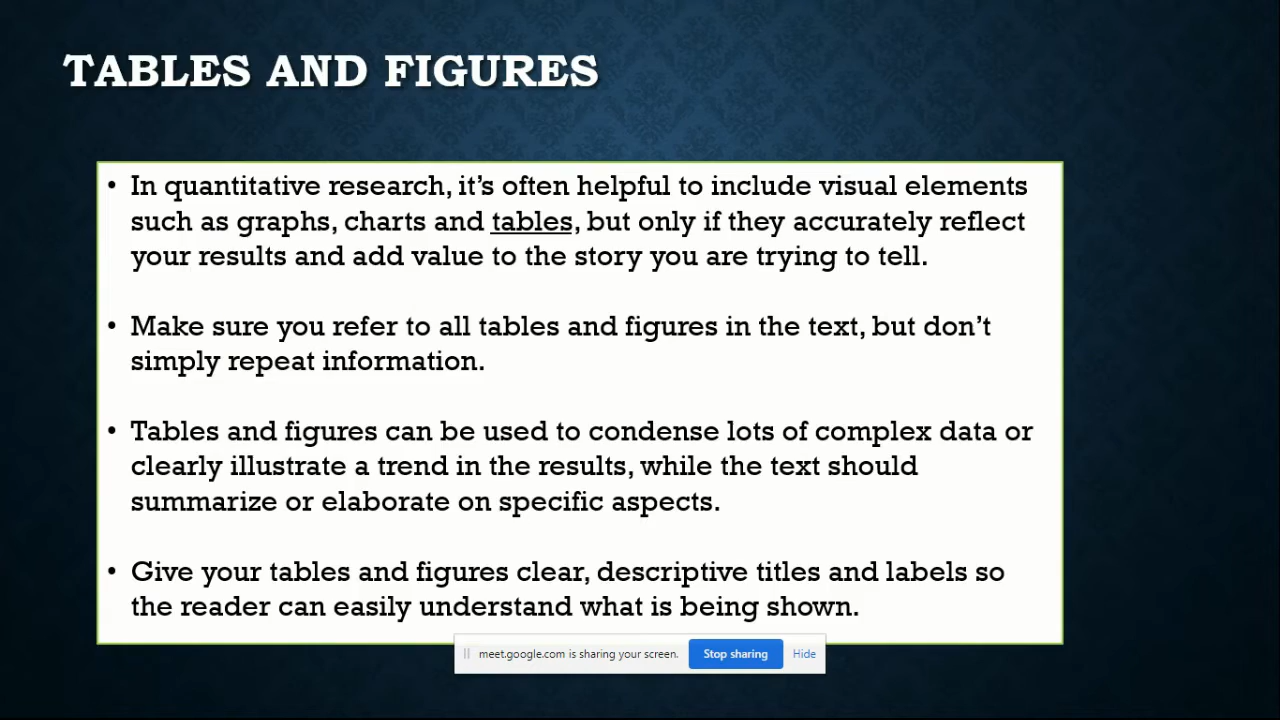 TABLES AND FIGURES
• In quantitative research, it's often helpful to include visual elements
such as graphs, charts and tables, but only if they accurately reflect
your results and add value to the story you are trying to tell.
• Make sure you refer to all tables and figures in the text, but don't
simply repeat information.
• Tables and figures can be used to condense lots of complex data or
clearly illustrate a trend in the results, while the text should
summarize or elaborate on specific aspects.
• Give your tables and figures clear, descriptive titles and labels so
the reader can easily understand what is being shown.
meet.google.com is sharing your screen. Stop sharing Hide